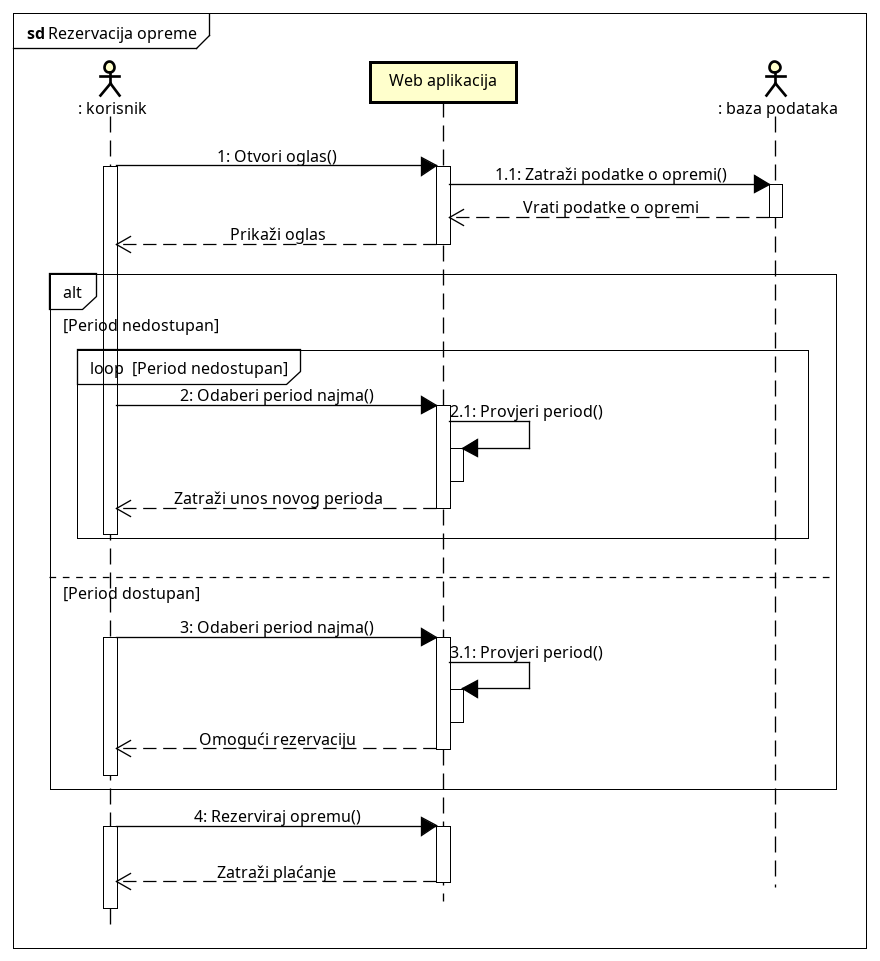 sd Rezervacija opreme
: korisnik
Web aplikacija
: baza podataka
1: Otvori oglas()
1.1: Zatraži podatke o opremi()
Vrati podatke o opremi
Prikaži oglas
alt
[Period nedostupan]
loop [Period nedostupan]
2: Odaberi period najma()
2.1: Provjeri period()
Zatraži unos novog perioda
[Period dostupan]
3: Odaberi period najma()
3.1: Provjeri period()
Omogući rezervaciju
4: Rezerviraj opremu()
Zatraži plaćanje